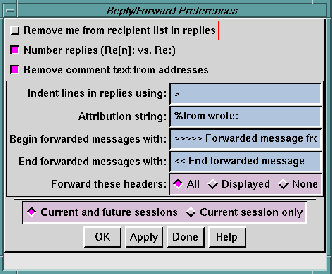 Reply/Forward Preferences
Remove me from recipient list in replies
Number replies (Re[n]: vs. Re:)
Remove comment text from addresses
Indent lines in replies using: >
Attribution string: %from wrote:
Begin forwarded messages with: >>>>> Forwarded message fro
End forwarded messages with: << End forwarded message
Forward these headers: All Displayed None
Current and future sessions Current session only
OK Apply Done Help